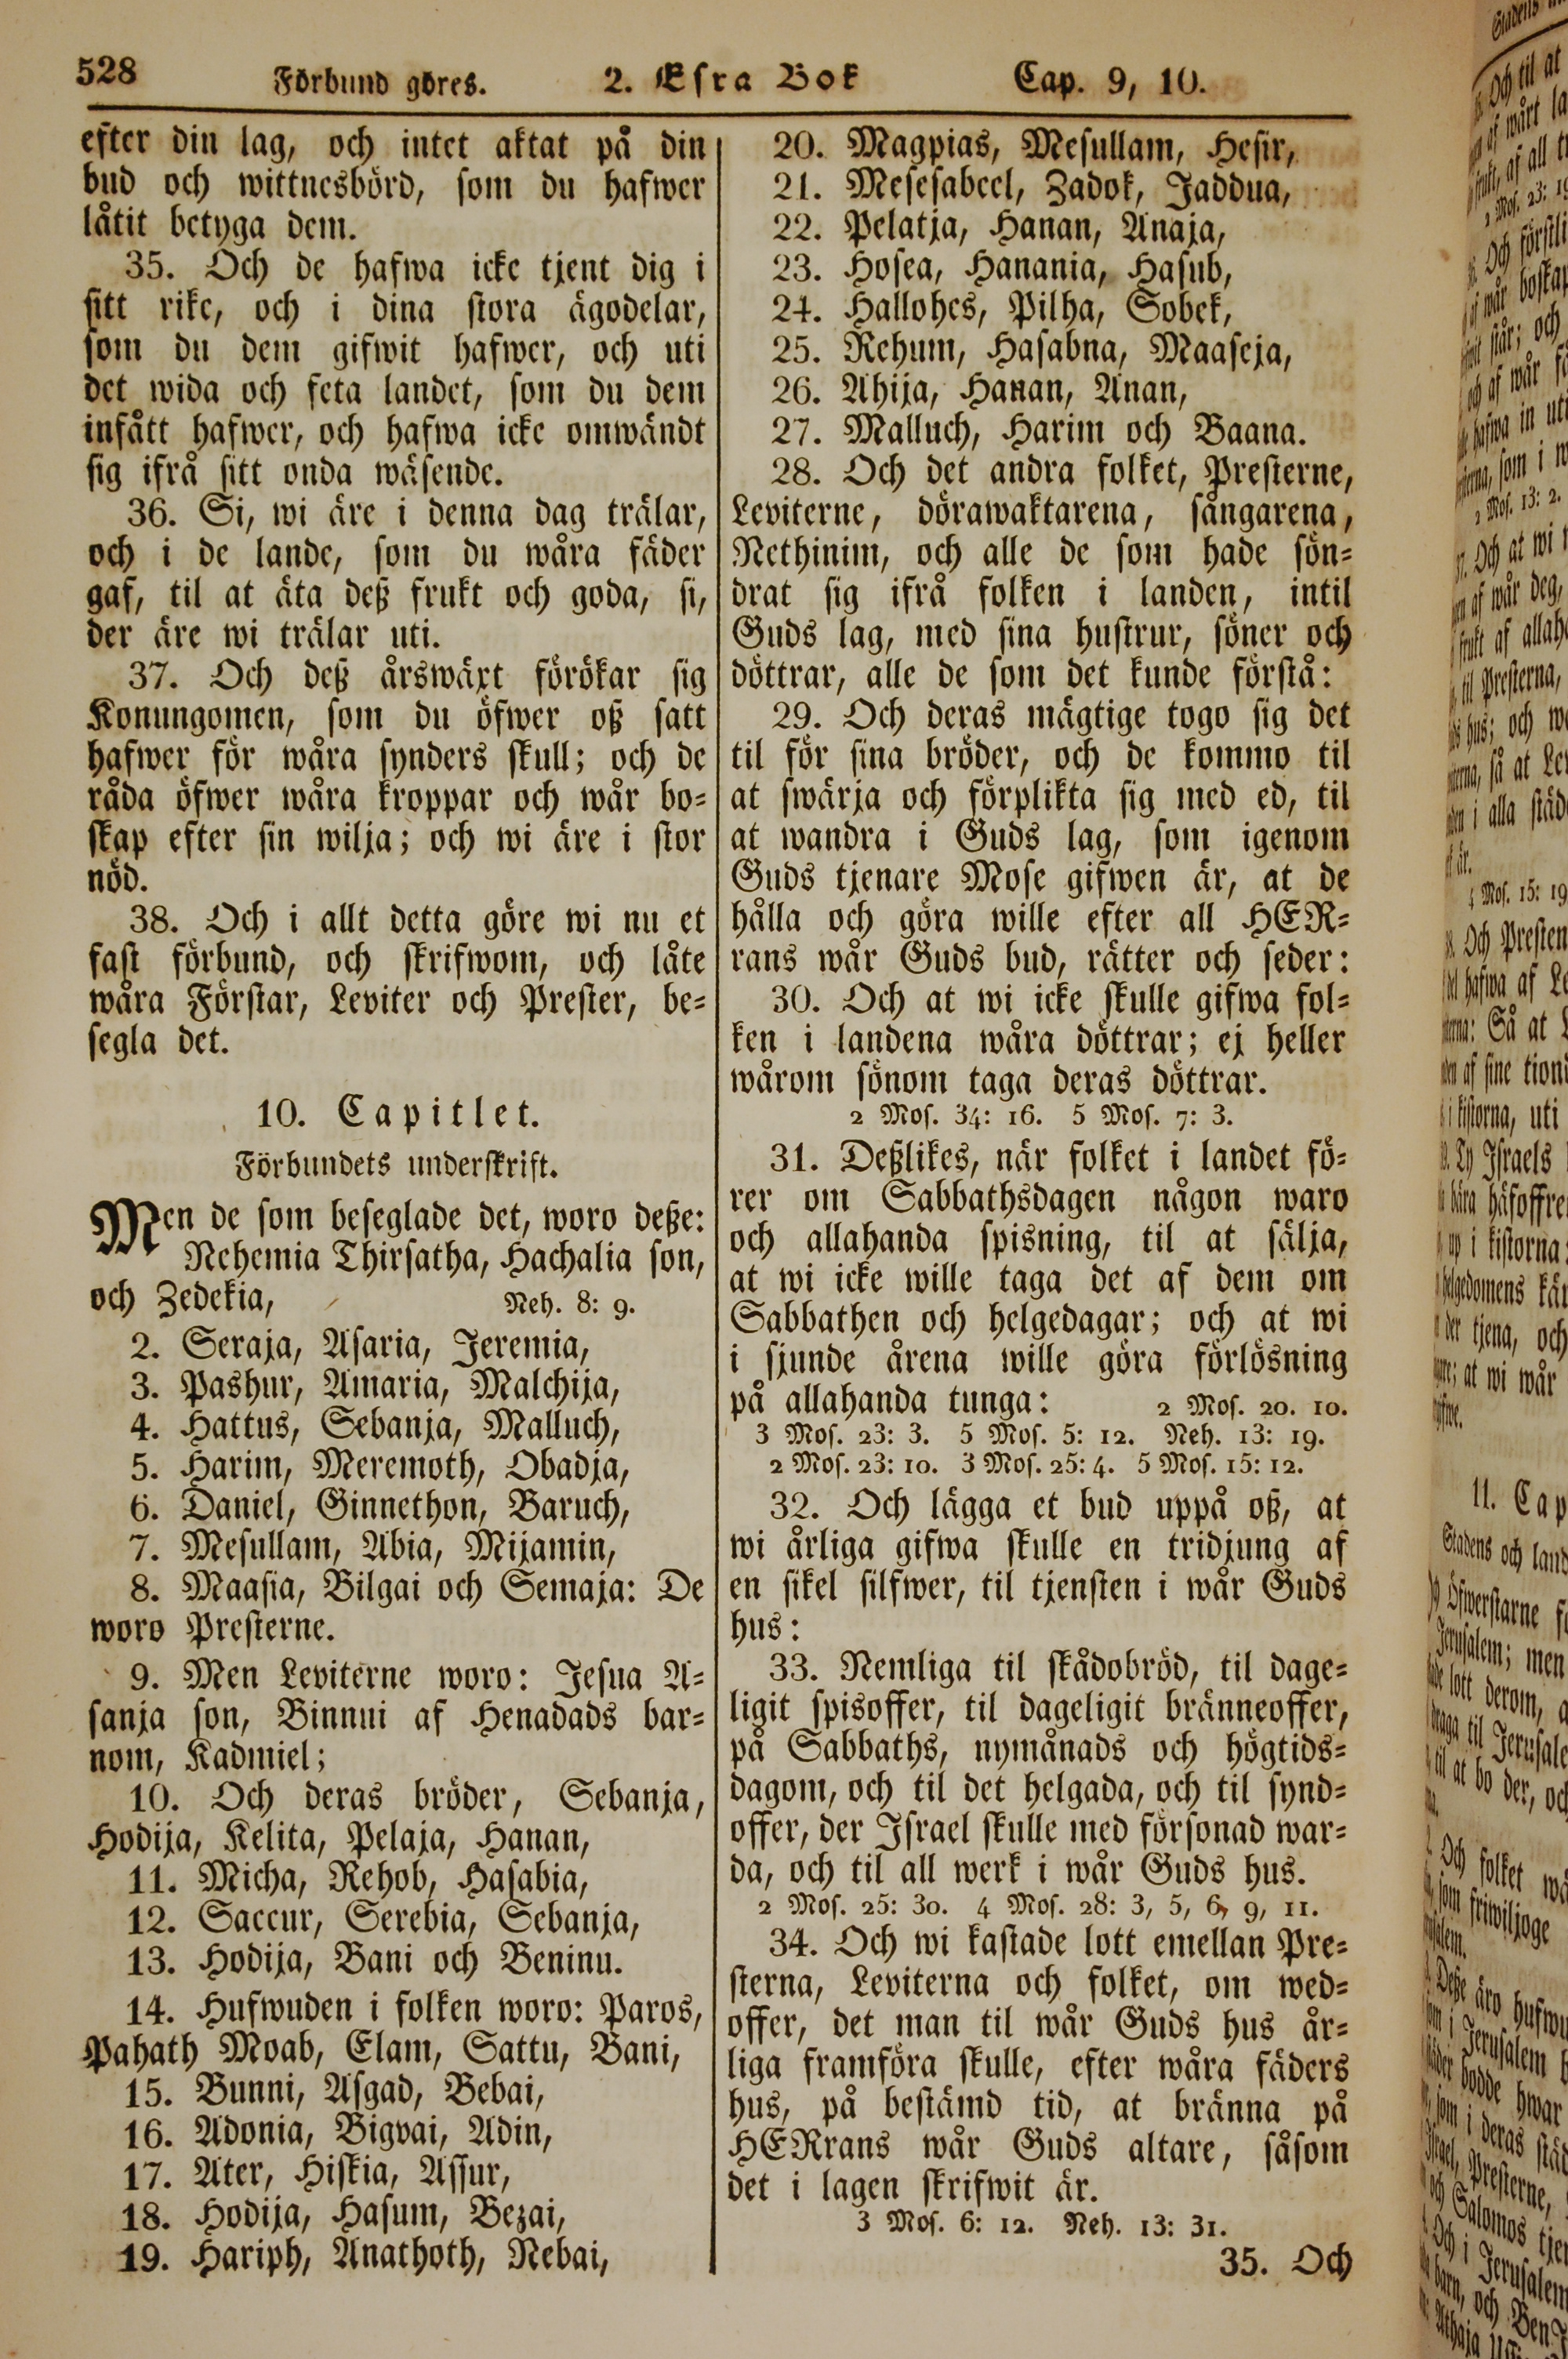 528 Förbund göres. 2. Esra Bok Cap. 9, 10.
efter din lag, och intet aktat på din
bud och wittnesbörd, som du hafwer
låtit betyga dem.
35. Och de hafwa icke tjent dig i
sitt rike, och i dina stora ägodelar,
som du dem gifwit hafwer, och uti
det wida och feta landet, som du dem
infått hafwer, och hafwa icke omwändt
sig ifrå sitt onda wäsende.
36. Si, wi äre i denna dag trälar,
och i de lande, som du wåra fäder
gaf, til at äta deß frukt och goda, si,
der äre wi trälar uti.
37. Och deß årswäxt förökar sig
Konungomen, som du öfwer oß satt
hafwer för wåra synders skull; och de
råda öfwer wåra kroppar och wår bo-
skap efter sin wilja; och wi äre i stor
nöd.
38. Och i allt detta göre wi nu et
fast förbund, och skrifwom, och låte
wåra Förstar, Leviter och Prester, be-
segla det.
10. Capitlet.
Förbundets underskrift.
Men de som beseglade det, woro deße:
Nehemia Thirsatha, Hachalia son,
och Zedekia, Neh. 8: 9.
2. Seraja, Asaria, Jeremia,
3. Pashur, Amaria, Malchija,
4. Hattus, Sebanja, Malluch,
5. Harim, Meremoth, Obadja,
6. Daniel, Ginnethon, Baruch,
7. Mesullam, Abia, Mijamin,
8. Maasia, Bilgai och Semaja: De
woro Presterne.
9. Men Leviterne woro: Jesua A-
sanja son, Binnui af Henadads bar-
nom, Kadmiel;
10. Och deras bröder, Sebanja,
Hodija, Kelita, Pelaja, Hanan,
11. Micha, Rehob, Hasabia,
12. Saccur, Serebia, Sebanja,
13. Hodija, Bani och Beninu.
14. Hufwuden i folken woro: Paros,
Pahath Moab, Elam, Sattu, Bani,
15. Bunni, Asgad, Bebai,
16. Adonia, Bigvai, Adin,
17. Ater, Hiskia, Assur,
18. Hodija, Hasum, Bezai,
19. Hariph, Anathoth, Nebai,
20. Magpias, Mesullam, Hesir,
21. Mesesabeel, Zadok, Jaddua,
22. Pelatja, Hanan, Anaja,
23. Hosea, Hanania, Hasub,
24. Hallohes, Pilha, Sobek,
25. Rehum, Hasabna, Maaseja,
26. Ahija, Hanan, Anan,
27. Malluch, Harim och Baana.
28. Och det andra folket, Presterne,
Leviterne, dörawaktarena, sångarena,
Nethinim, och alle de som hade sön-
drat sig ifrå folken i landen, intil
Guds lag, med sina hustrur, söner och
döttrar, alle de som det kunde förstå:
29. Och deras mägtige togo sig det
til för sina bröder, och de kommo til
at swärja och förplikta sig med ed, til
at wandra i Guds lag, som igenom
Guds tjenare Mose gifwen är, at de
hålla och göra wille efter all HER-
rans wår Guds bud, rätter och seder:
30. Och at wi icke skulle gifwa fol-
ken i landena wåra döttrar; ej heller
wårom sönom taga deras döttrar.
2 Mos. 34: 16. 5 Mos. 7: 3.
31. Deßlikes, när folket i landet fö-
rer om Sabbathsdagen någon waro
och allahanda spisning, til at sälja,
at wi icke wille taga det af dem om
Sabbathen och helgedagar; och at wi
i sjunde årena wille göra förlösning
på allahanda tunga: 2 Mos. 20. 10.
3 Mos. 23: 3. 5 Mos. 5: 12. Neh. 13: 19.
2 Mos. 23: 10. 3 Mos. 25: 4. 5 Mos. 15: 12.
32. Och lägga et bud uppå oß, at
wi årliga gifwa skulle en tridjung af
en sikel silfwer, til tjensten i wår Guds
hus:
33. Nemliga til skådobröd, til dage-
ligit spisoffer, til dageligit bränneoffer,
på Sabbaths, nymånads och högtids-
dagom, och til det helgada, och til synd-
offer, der Israel skulle med försonad war-
da, och til all werk i wår Guds hus.
2 Mos. 25: 30. 4 Mos. 28: 3, 5, 6, 9, 11.
34. Och wi kastade lott emellan Pre-
sterna, Leviterna och folket, om wed-
offer, det man til wår Guds hus år-
liga framföra skulle, efter wåra fäders
hus, på bestämd tid, at bränna på
HERrans wår Guds altare, såsom
det i lagen skrifwit är.
3 Mos. 6: 12. Neh. 13: 31.
35. Och